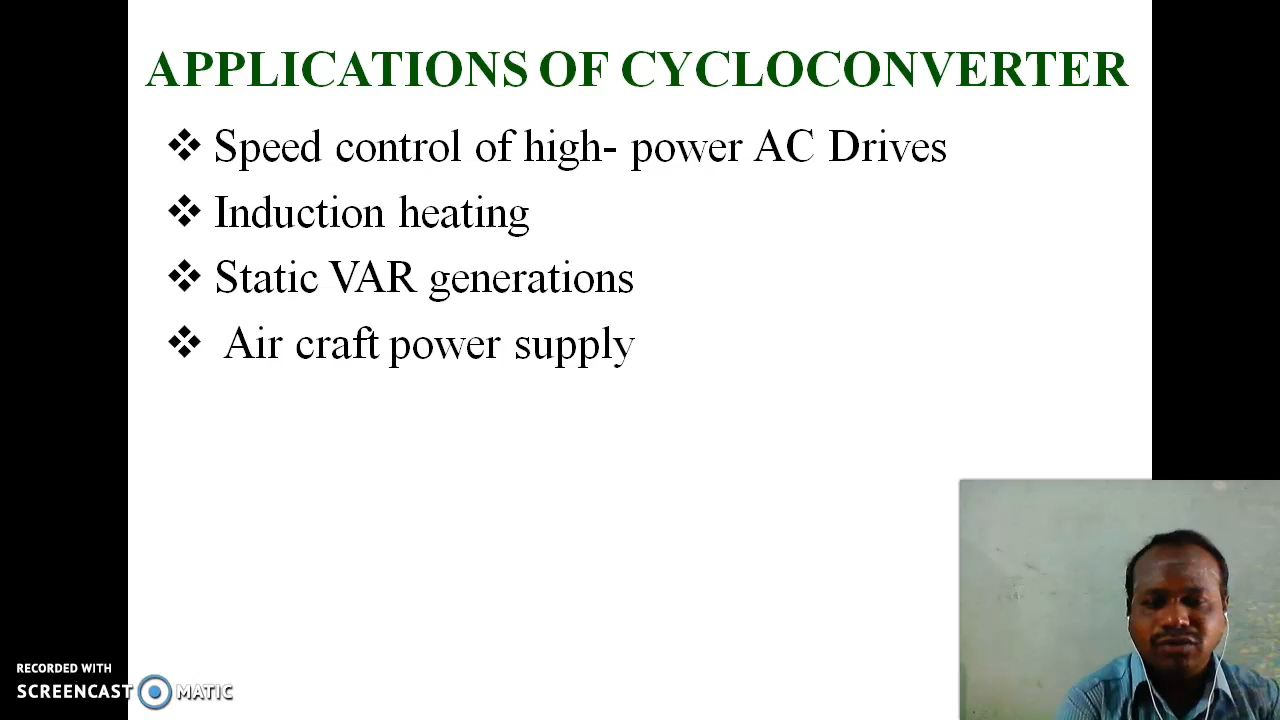 APPLICATIONS OF CYCLOCONVERTER
❖ Speed control of high- power AC Drives
❖ Induction heating
❖ Static VAR generations
❖ Air craft power supply
RECORDED WITH
SCREENCAST MATIC